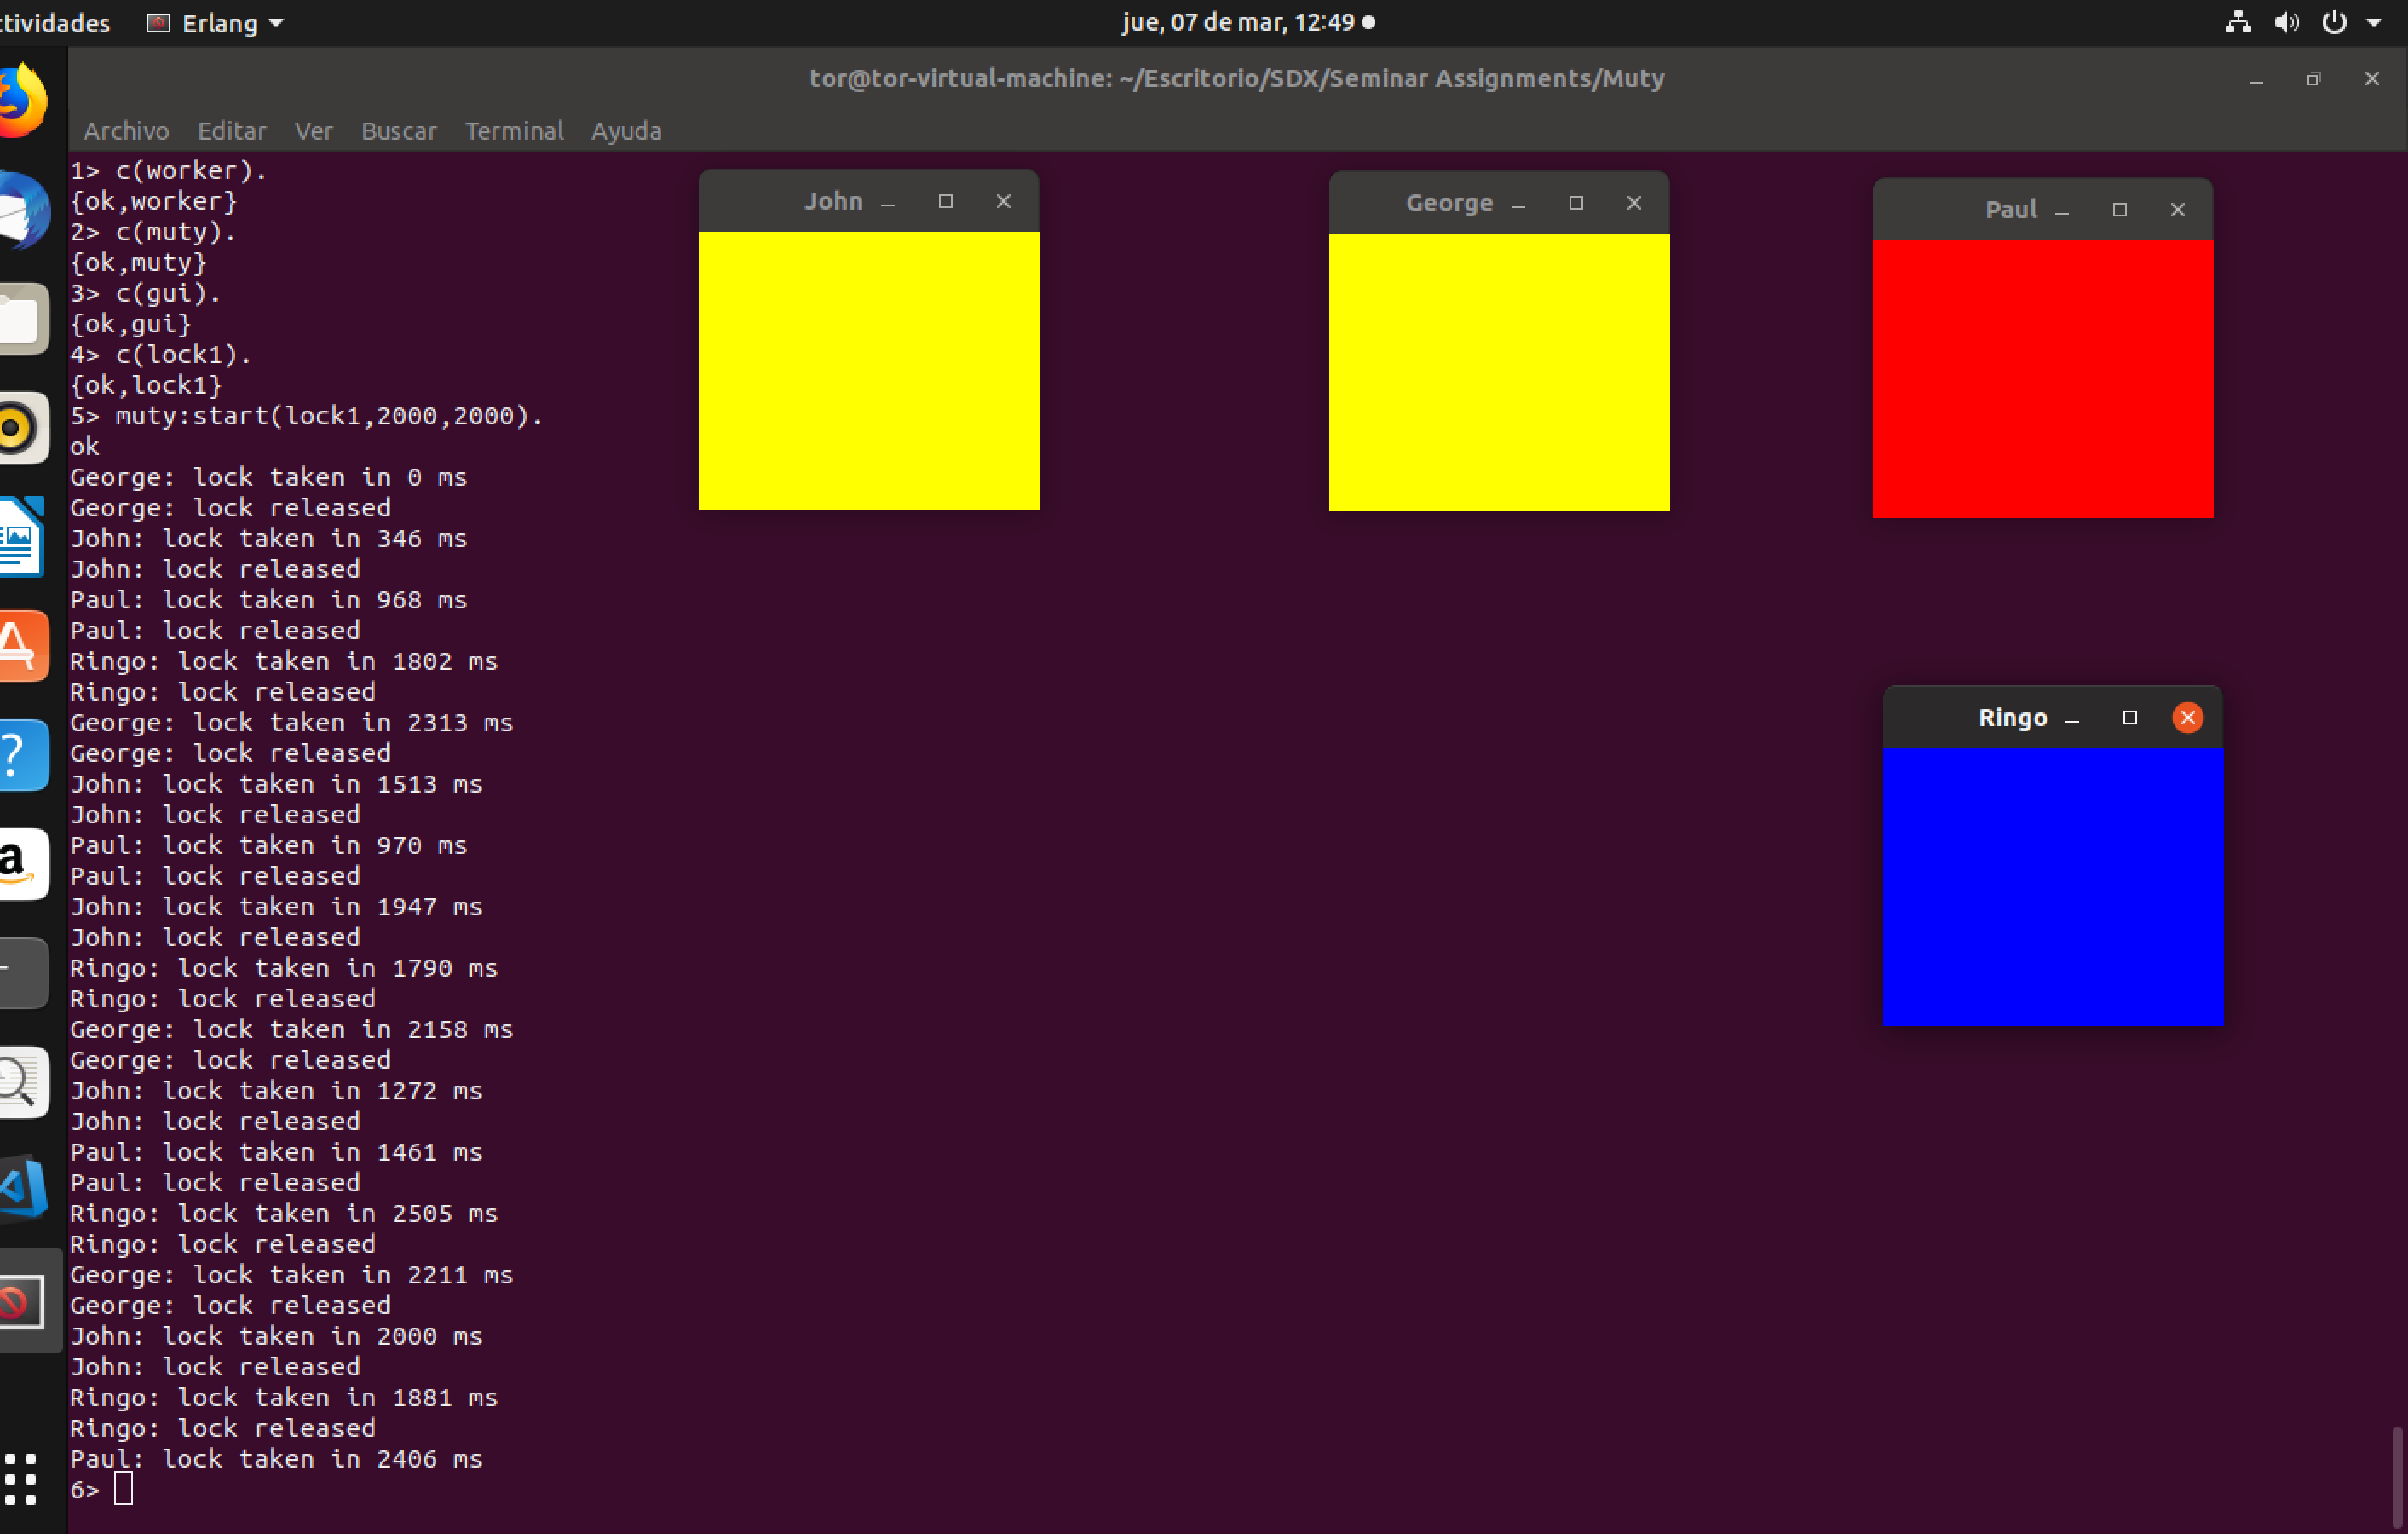 ctividades
Erlang
jue, 07 de mar, 12:49
tor@tor-virtual-machine: ~/Escritorio/SDX/Seminar Assignments/Muty
Archivo Editar Ver Buscar Terminal Ayuda
1> c(worker).
{ok,worker}
2> c(muty).
{ok,muty}
3> c(gui).
{ok,gui}
4> c(lock1).
{ok,lock1}
5> muty:start(lock1,2000,2000).
ok
George: lock taken in 0 ms
George: lock released
John: lock taken in 346 ms
John: lock released
Paul: lock taken in 968 ms
Paul: lock released
Ringo: lock taken in 1802 ms
Ringo: lock released
George: lock taken in 2313 ms
George: lock released
John: lock taken in 1513 ms
John: lock released
Paul: lock taken in 970 ms
Paul: lock released
John: lock taken in 1947 ms
John: lock released
Ringo: lock taken in 1790 ms
Ringo: lock released
George: lock taken in 2158 ms
George: lock released
John: lock taken in 1272 ms
John: lock released
Paul: lock taken in 1461 ms
Paul: lock released
Ringo: lock taken in 2505 ms
Ringo: lock released
George: lock taken in 2211 ms
George: lock released
John: lock taken in 2000 ms
John: lock released
Ringo: lock taken in 1881 ms
Ringo: lock released
Paul: lock taken in 2406 ms
6>
John
George
Paul
Ringo